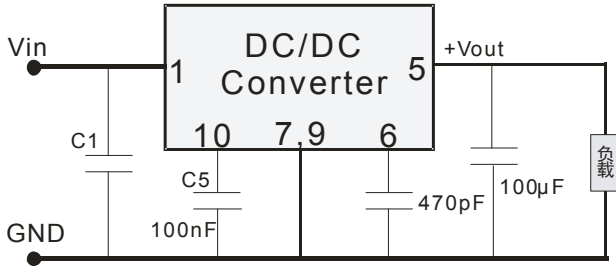 Vin
DC/DC
Converter
1
5
+Vout
10
7,9
6
C1
C5
100nF
470pF
100µF
负载
GND